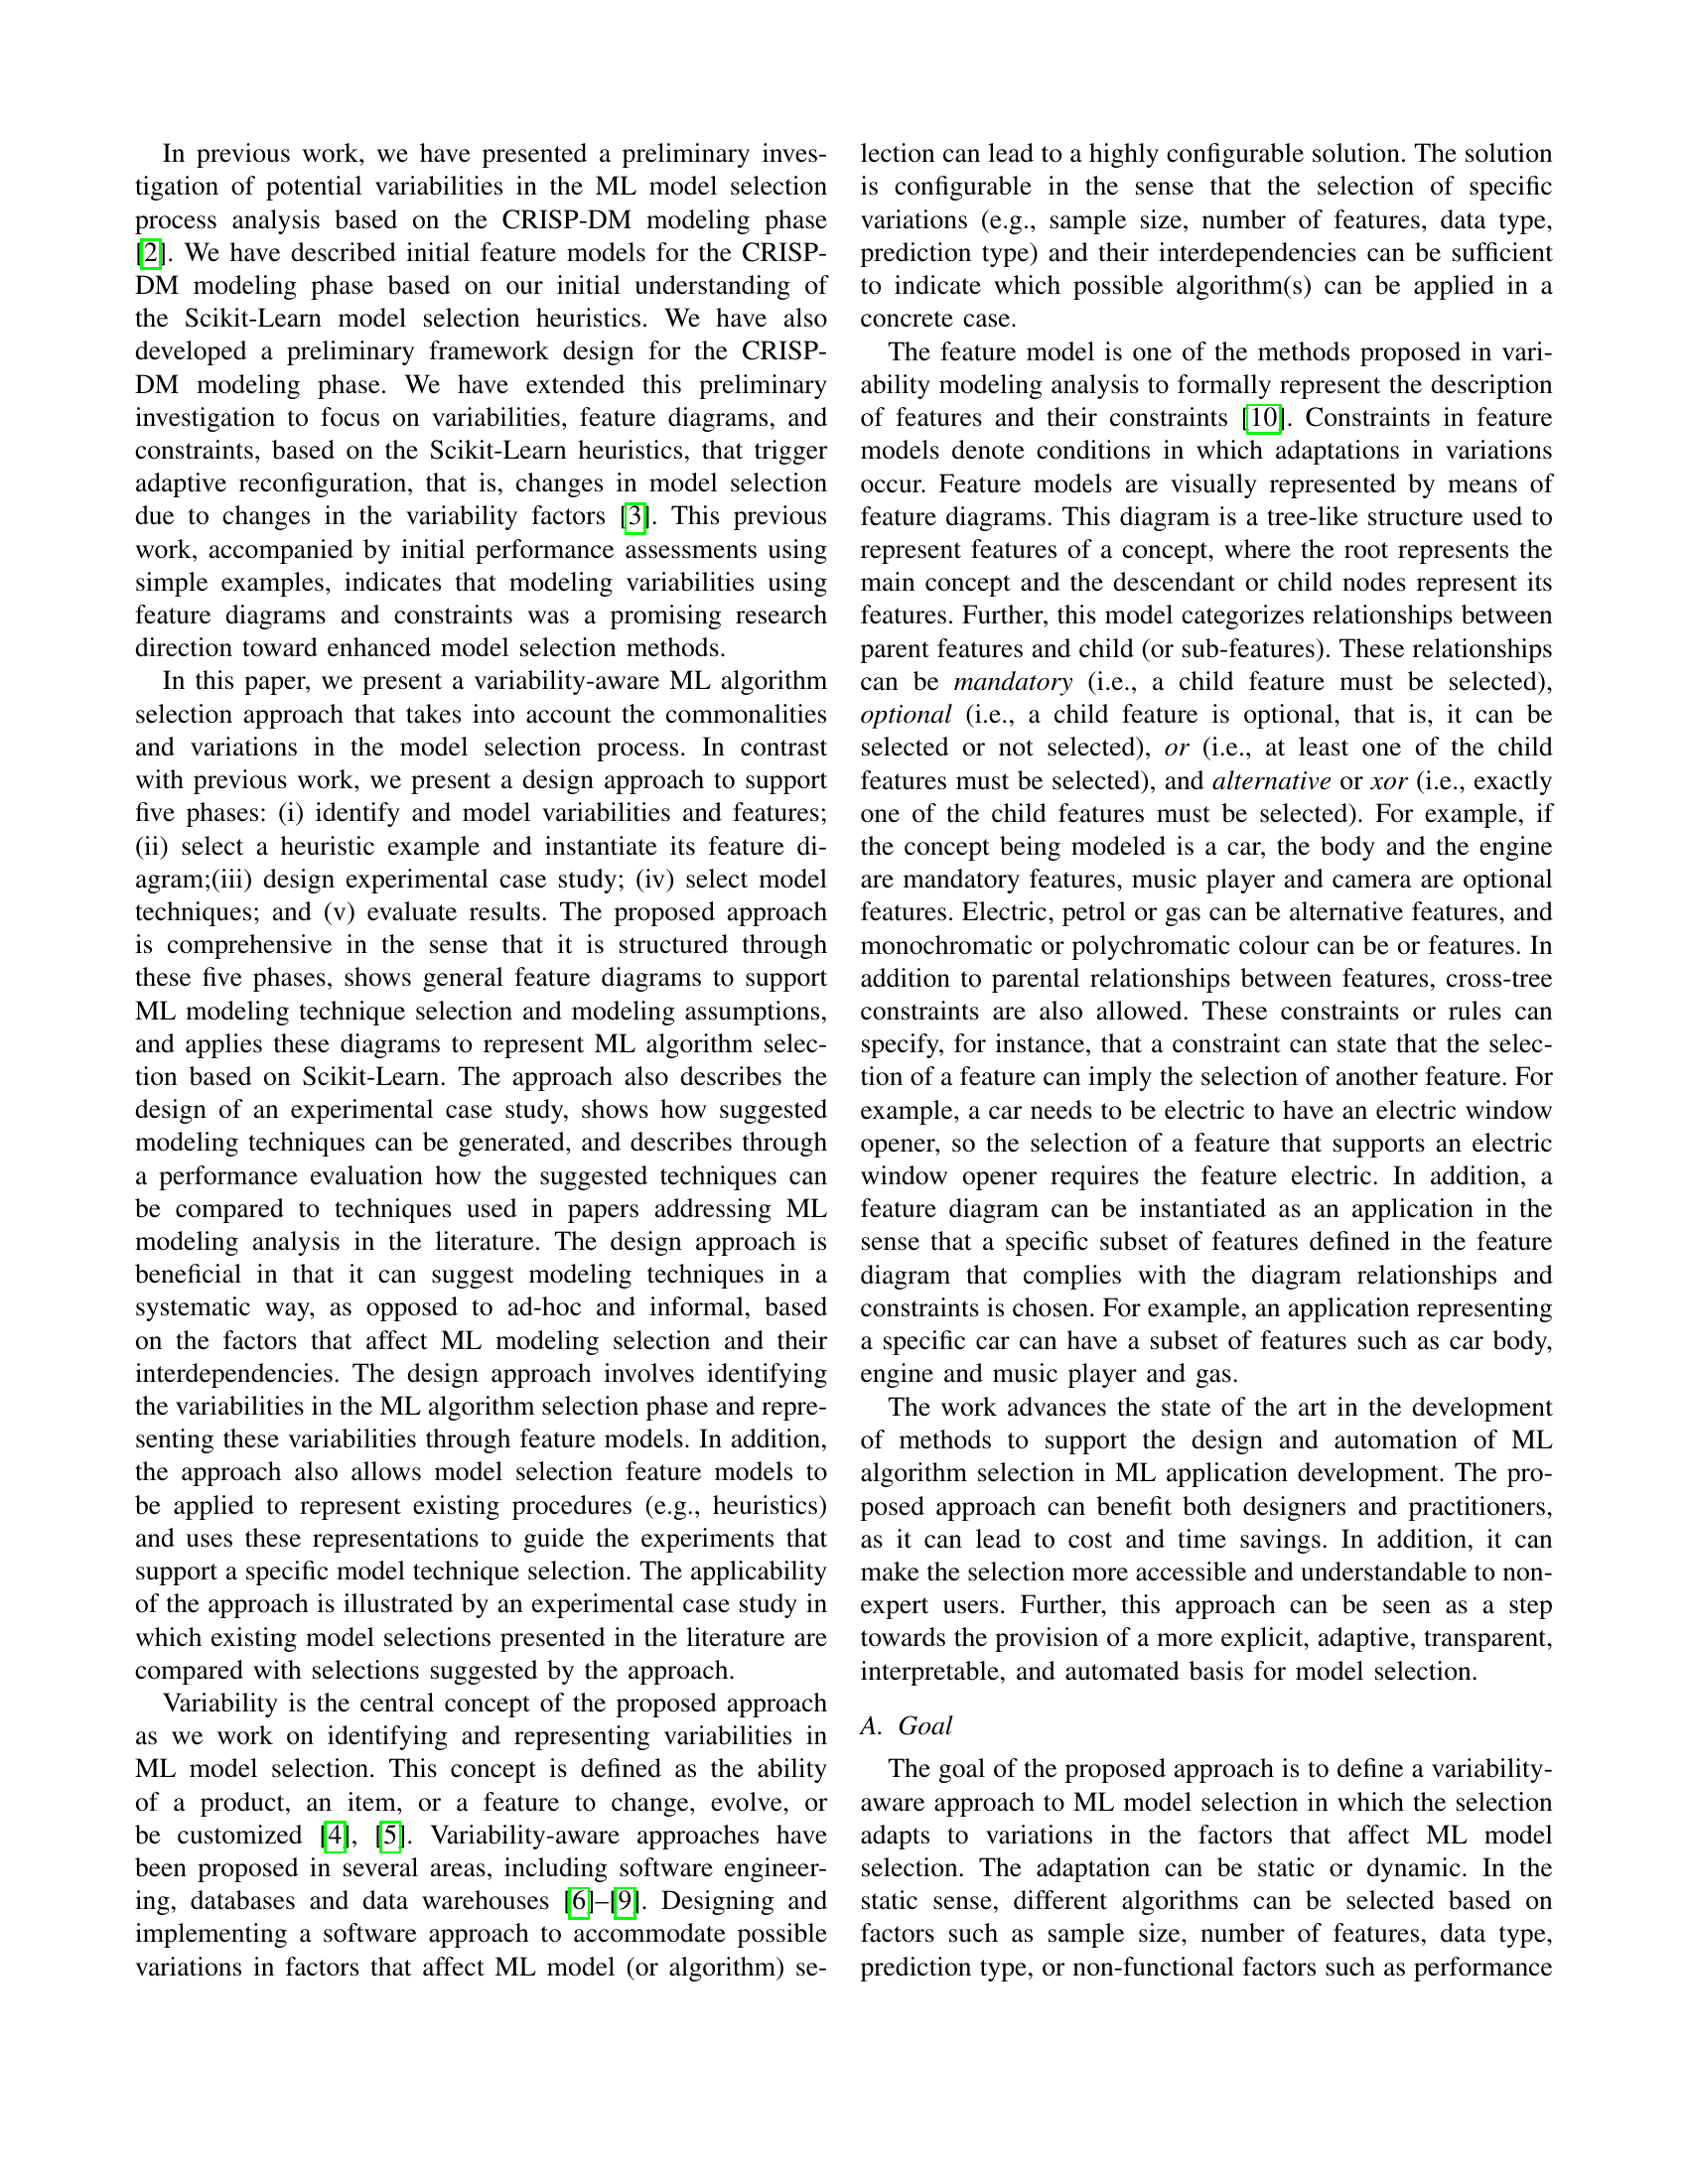 In previous work, we have presented a preliminary inves-
tigation of potential variabilities in the ML model selection
process analysis based on the CRISP-DM modeling phase
[2]. We have described initial feature models for the CRISP-
DM modeling phase based on our initial understanding of
the Scikit-Learn model selection heuristics. We have also
developed a preliminary framework design for the CRISP-
DM modeling phase. We have extended this preliminary
investigation to focus on variabilities, feature diagrams, and
constraints, based on the Scikit-Learn heuristics, that trigger
adaptive reconfiguration, that is, changes in model selection
due to changes in the variability factors [3]. This previous
work, accompanied by initial performance assessments using
simple examples, indicates that modeling variabilities using
feature diagrams and constraints was a promising research
direction toward enhanced model selection methods.
In this paper, we present a variability-aware ML algorithm
selection approach that takes into account the commonalities
and variations in the model selection process. In contrast
with previous work, we present a design approach to support
five phases: (i) identify and model variabilities and features;
(ii) select a heuristic example and instantiate its feature di-
agram;(iii) design experimental case study; (iv) select model
techniques; and (v) evaluate results. The proposed approach
is comprehensive in the sense that it is structured through
these five phases, shows general feature diagrams to support
ML modeling technique selection and modeling assumptions,
and applies these diagrams to represent ML algorithm selec-
tion based on Scikit-Learn. The approach also describes the
design of an experimental case study, shows how suggested
modeling techniques can be generated, and describes through
a performance evaluation how the suggested techniques can
be compared to techniques used in papers addressing ML
modeling analysis in the literature. The design approach is
beneficial in that it can suggest modeling techniques in a
systematic way, as opposed to ad-hoc and informal, based
on the factors that affect ML modeling selection and their
interdependencies. The design approach involves identifying
the variabilities in the ML algorithm selection phase and repre-
senting these variabilities through feature models. In addition,
the approach also allows model selection feature models to
be applied to represent existing procedures (e.g., heuristics)
and uses these representations to guide the experiments that
support a specific model technique selection. The applicability
of the approach is illustrated by an experimental case study in
which existing model selections presented in the literature are
compared with selections suggested by the approach.
Variability is the central concept of the proposed approach
as we work on identifying and representing variabilities in
ML model selection. This concept is defined as the ability
of a product, an item, or a feature to change, evolve, or
be customized [4], [5]. Variability-aware approaches have
been proposed in several areas, including software engineer-
ing, databases and data warehouses [6]–[9]. Designing and
implementing a software approach to accommodate possible
variations in factors that affect ML model (or algorithm) se-
lection can lead to a highly configurable solution. The solution
is configurable in the sense that the selection of specific
variations (e.g., sample size, number of features, data type,
prediction type) and their interdependencies can be sufficient
to indicate which possible algorithm(s) can be applied in a
concrete case.
The feature model is one of the methods proposed in vari-
ability modeling analysis to formally represent the description
of features and their constraints [10]. Constraints in feature
models denote conditions in which adaptations in variations
occur. Feature models are visually represented by means of
feature diagrams. This diagram is a tree-like structure used to
represent features of a concept, where the root represents the
main concept and the descendant or child nodes represent its
features. Further, this model categorizes relationships between
parent features and child (or sub-features). These relationships
can be mandatory (i.e., a child feature must be selected),
optional (i.e., a child feature is optional, that is, it can be
selected or not selected), or (i.e., at least one of the child
features must be selected), and alternative or xor (i.e., exactly
one of the child features must be selected). For example, if
the concept being modeled is a car, the body and the engine
are mandatory features, music player and camera are optional
features. Electric, petrol or gas can be alternative features, and
monochromatic or polychromatic colour can be or features. In
addition to parental relationships between features, cross-tree
constraints are also allowed. These constraints or rules can
specify, for instance, that a constraint can state that the selec-
tion of a feature can imply the selection of another feature. For
example, a car needs to be electric to have an electric window
opener, so the selection of a feature that supports an electric
window opener requires the feature electric. In addition, a
feature diagram can be instantiated as an application in the
sense that a specific subset of features defined in the feature
diagram that complies with the diagram relationships and
constraints is chosen. For example, an application representing
a specific car can have a subset of features such as car body,
engine and music player and gas.
The work advances the state of the art in the development
of methods to support the design and automation of ML
algorithm selection in ML application development. The pro-
posed approach can benefit both designers and practitioners,
as it can lead to cost and time savings. In addition, it can
make the selection more accessible and understandable to non-
expert users. Further, this approach can be seen as a step
towards the provision of a more explicit, adaptive, transparent,
interpretable, and automated basis for model selection.
A. Goal
The goal of the proposed approach is to define a variability-
aware approach to ML model selection in which the selection
adapts to variations in the factors that affect ML model
selection. The adaptation can be static or dynamic. In the
static sense, different algorithms can be selected based on
factors such as sample size, number of features, data type,
prediction type, or non-functional factors such as performance